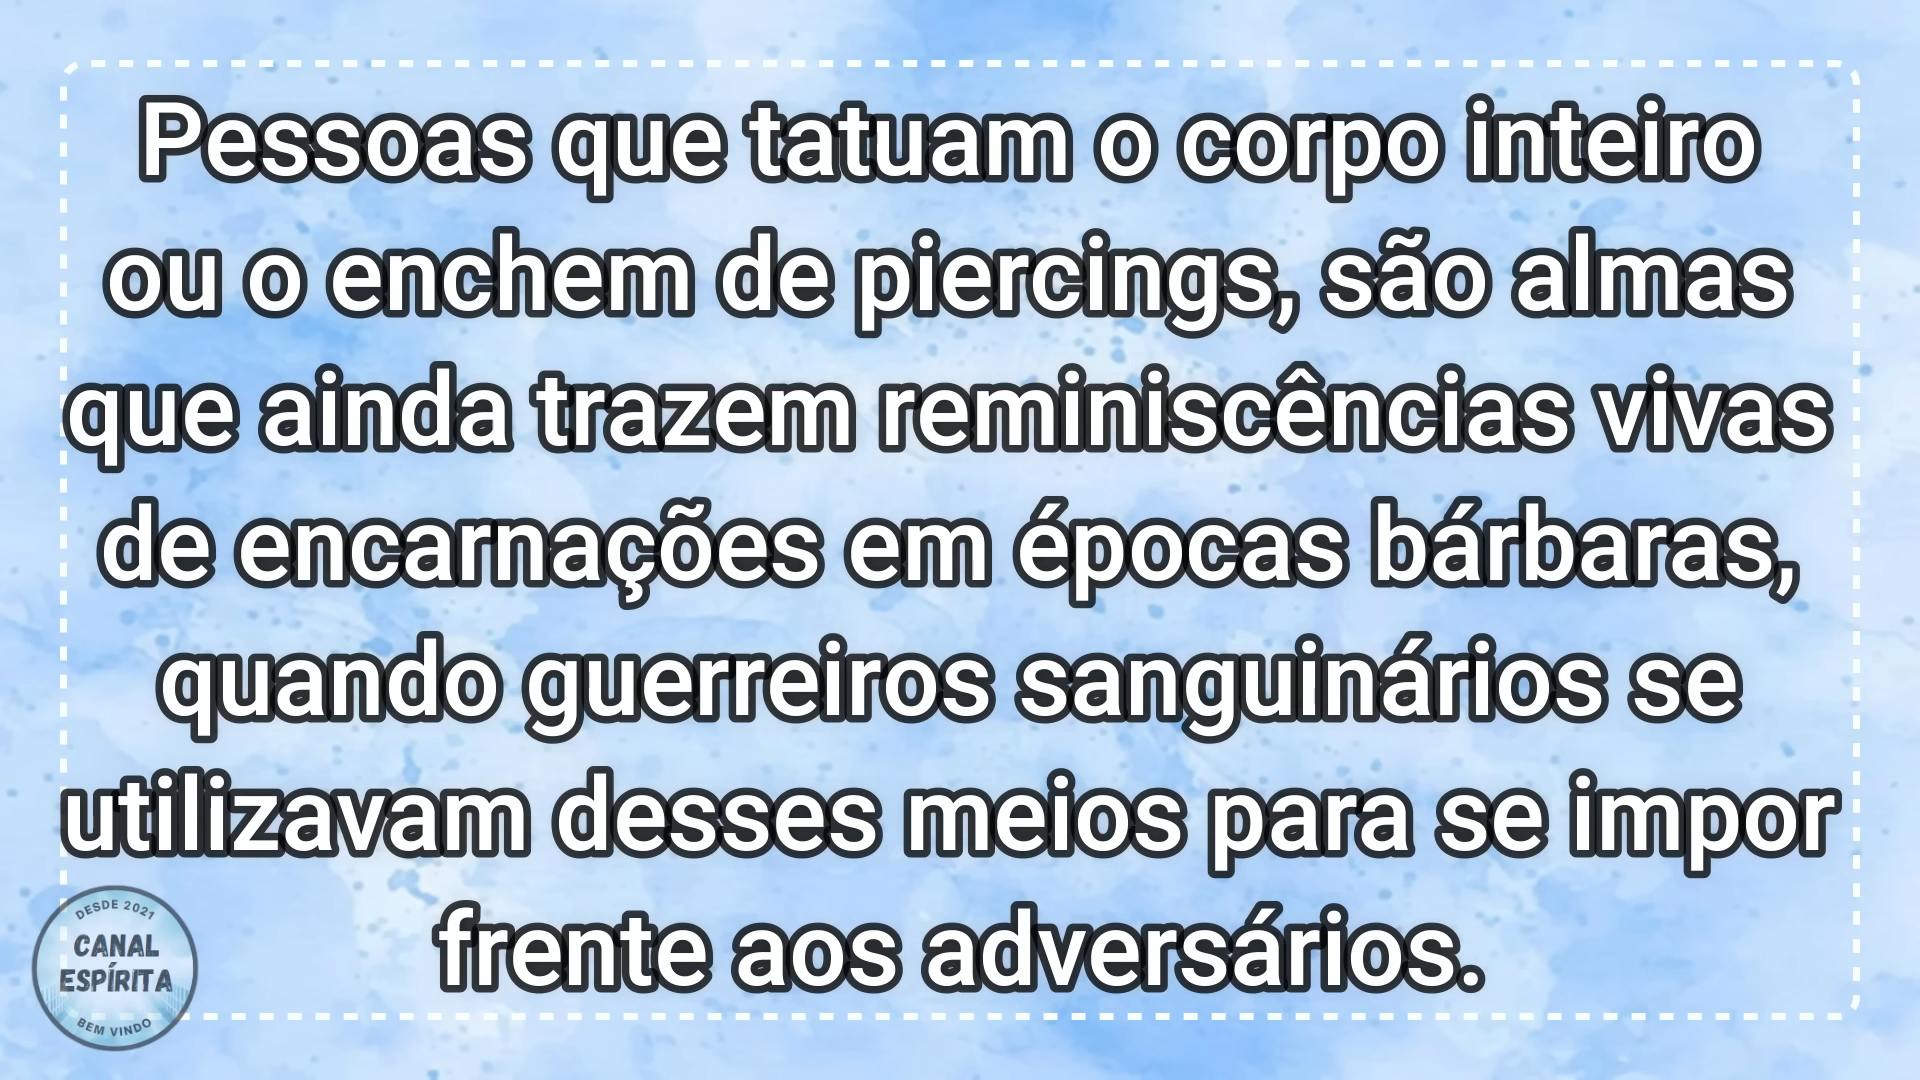 Pessoas que tatuam o corpo inteiro
ou o enchem de piercings, são almas
que ainda trazem reminiscências vivas
de encarnações em épocas bárbaras,
quando guerreiros sanguinários se
utilizavam desses meios para se impor
frente aos adversários.
DESDE 2021
CANAL
ESPÍRITA
BEM VINDO